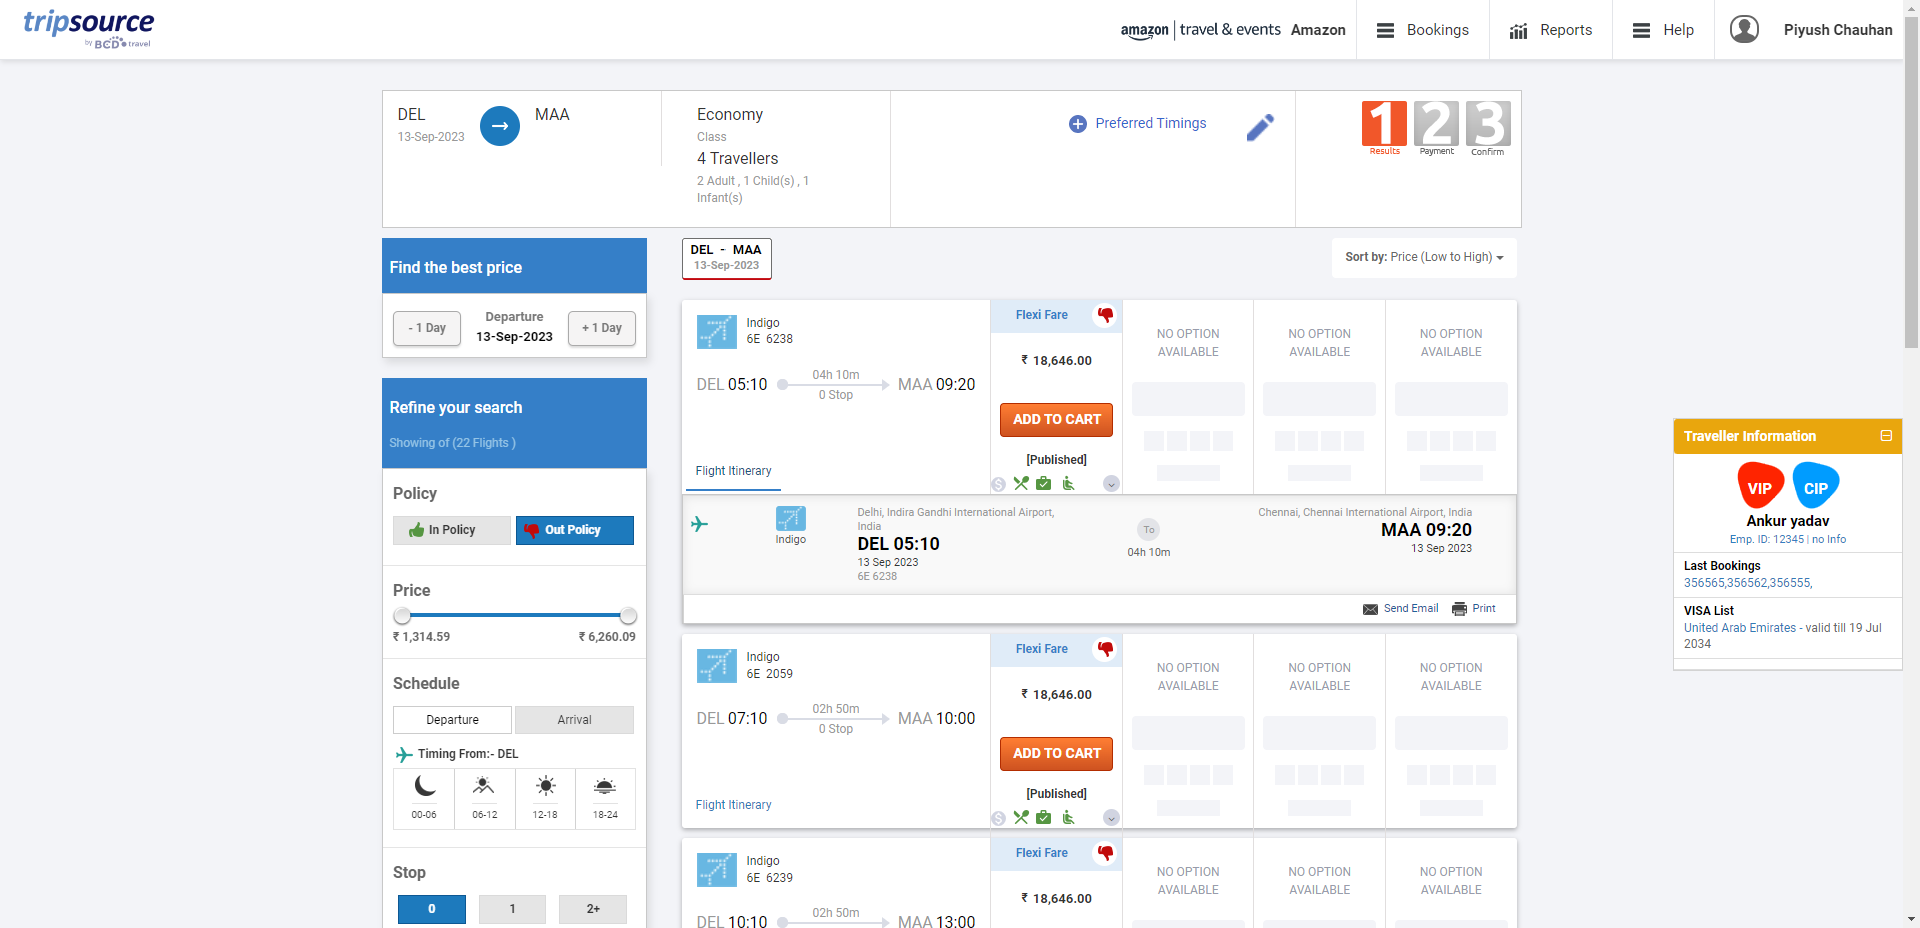 tripsource
by BCD travel
amazon | travel & events Amazon
Bookings
Reports
Help
Piyush Chauhan
DEL
13-Sep-2023
MAA
Economy
Class
4 Travellers
2 Adult , 1 Child(s) , 1
Infant(s)
Preferred Timings
1 2 3
Results Payment Confirm
Find the best price
- 1 Day
Departure
13-Sep-2023
+ 1 Day
Refine your search
Showing of (22 Flights )
Policy
In Policy
Out Policy
Price
₹ 1,314.59
₹ 6,260.09
Schedule
Departure
Arrival
Timing From:- DEL
00-06
06-12
12-18
18-24
Stop
0
1
2+
DEL - MAA
13-Sep-2023
Sort by: Price (Low to High)
Indigo
6E 6238
DEL 05:10
04h 10m
0 Stop
MAA 09:20
Flight Itinerary
Flexi Fare
₹ 18,646.00
ADD TO CART
[Published]
NO OPTION
AVAILABLE
NO OPTION
AVAILABLE
NO OPTION
AVAILABLE
Indigo
Delhi, Indira Gandhi International Airport,
India
DEL 05:10
13 Sep 2023
6E 6238
To
04h 10m
Chennai, Chennai International Airport, India
MAA 09:20
13 Sep 2023
Send Email
Print
Indigo
6E 2059
DEL 07:10
02h 50m
0 Stop
MAA 10:00
Flight Itinerary
Flexi Fare
₹ 18,646.00
ADD TO CART
[Published]
NO OPTION
AVAILABLE
NO OPTION
AVAILABLE
NO OPTION
AVAILABLE
Indigo
6E 6239
DEL 10:10
02h 50m
MAA 13:00
Flexi Fare
₹ 18,646.00
NO OPTION
AVAILABLE
NO OPTION
AVAILABLE
NO OPTION
AVAILABLE
Traveller Information
VIP
CIP
Ankur yadav
Emp. ID: 12345 | no Info
Last Bookings
356565,356562,356555,
VISA List
United Arab Emirates - valid till 19 Jul
2034